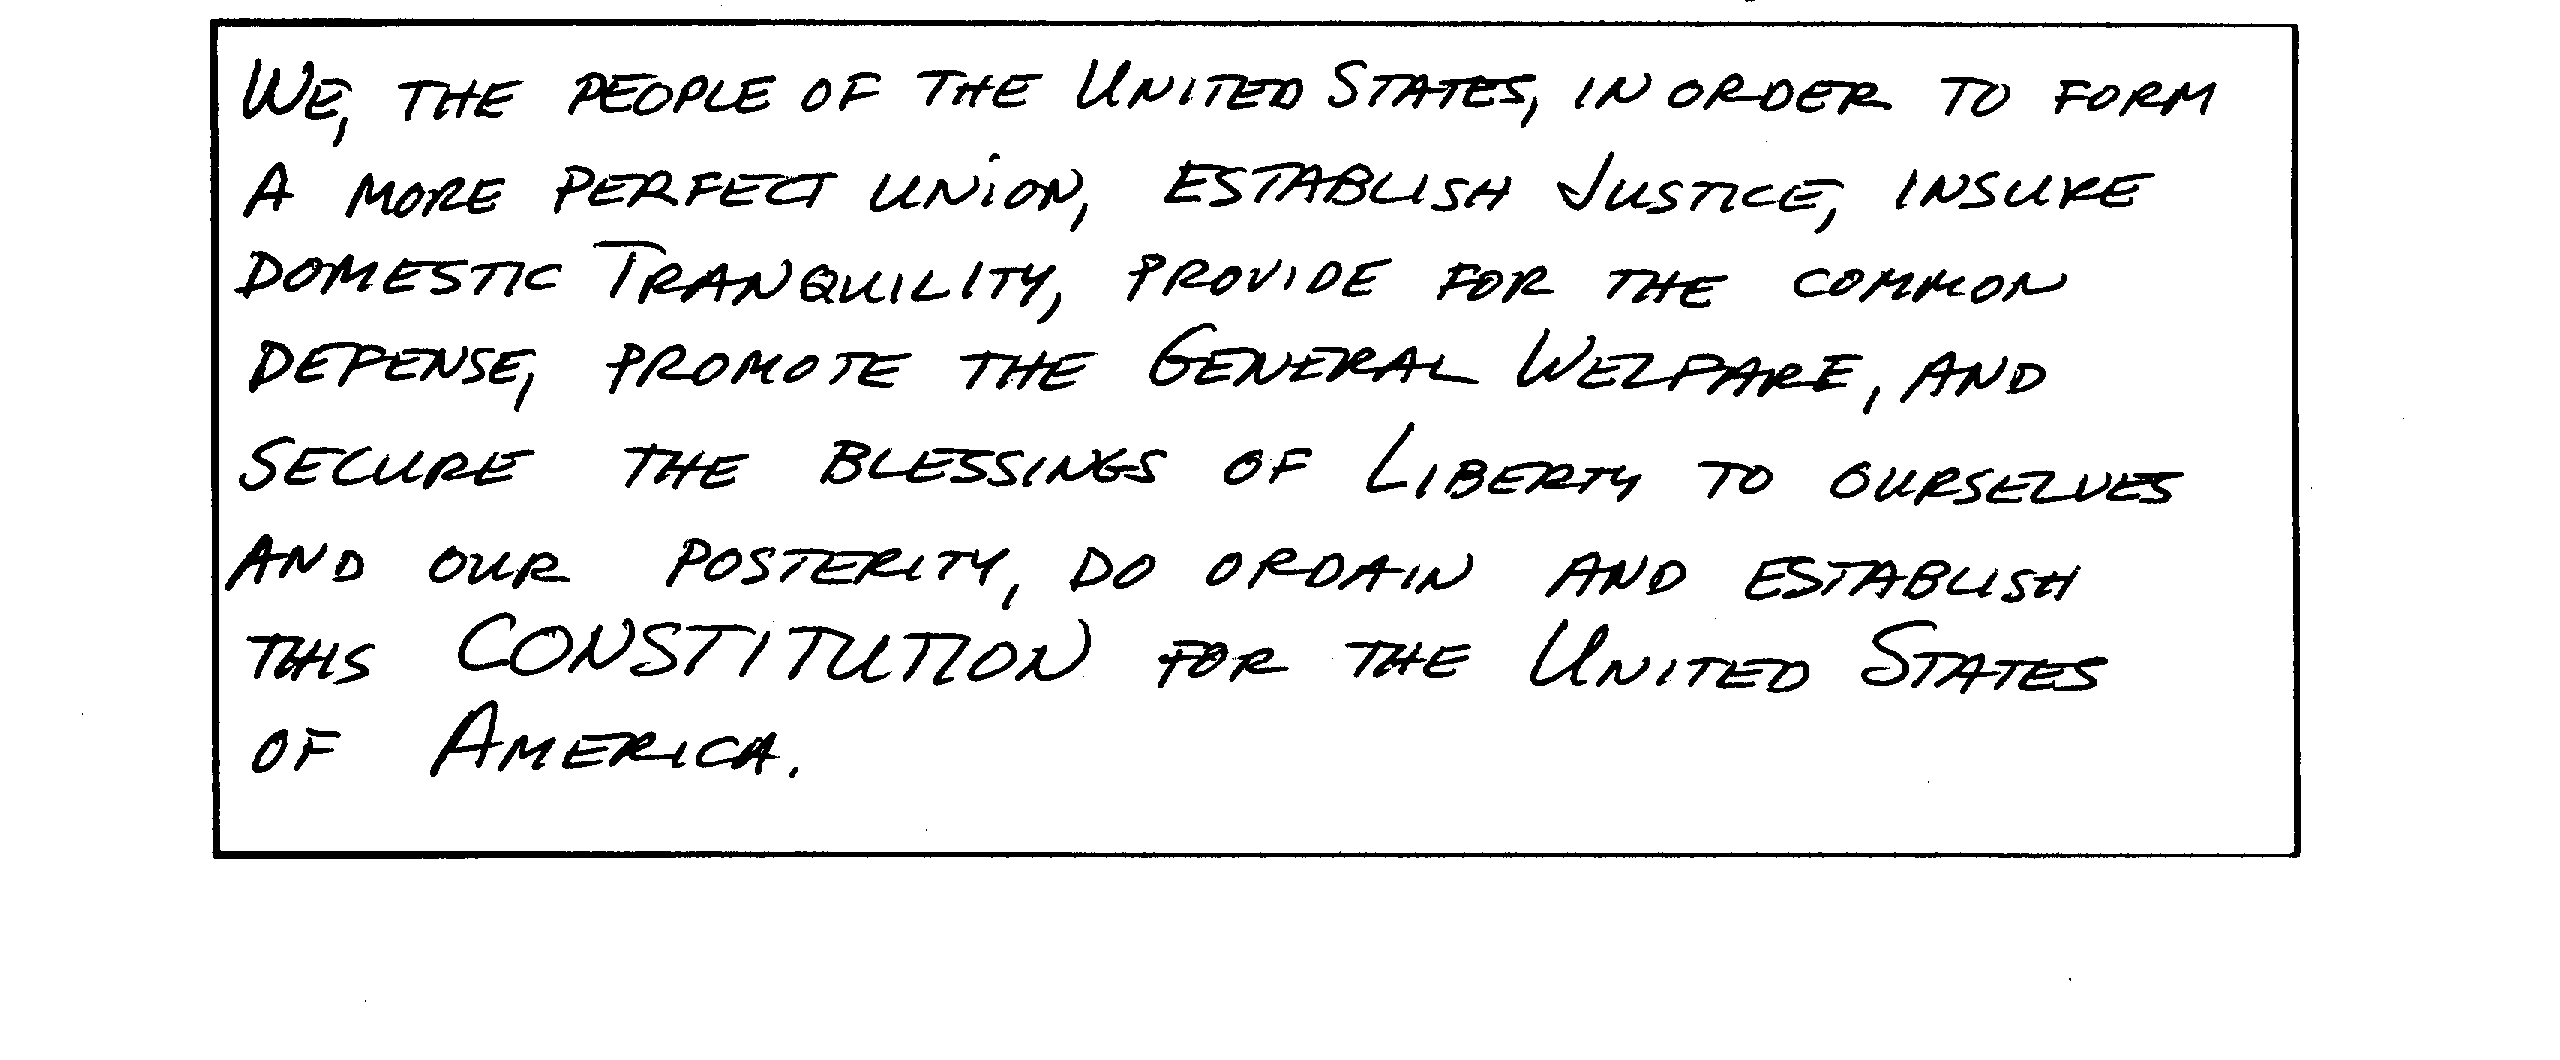 WE, THE PEOPLE OF THE UNITED STATES, IN ORDER TO FORM
A MORE PERFECT UNiON, ESTABLISH JUSTICE, INSURE
DOMESTIC TRANQUILITY, PROVIDE FOR THE COMMON
DEFENSE, PROMOTE THE GENERAL WELFARE, AND
SECURE THE BLESSINGS OF LIBERTY TO OURSELVES
AND OUR POSTERITY, DO ORDAIN AND ESTABLISH
THIS CONSTITUTION FOR THE UNITED STATES
OF AMERICA.